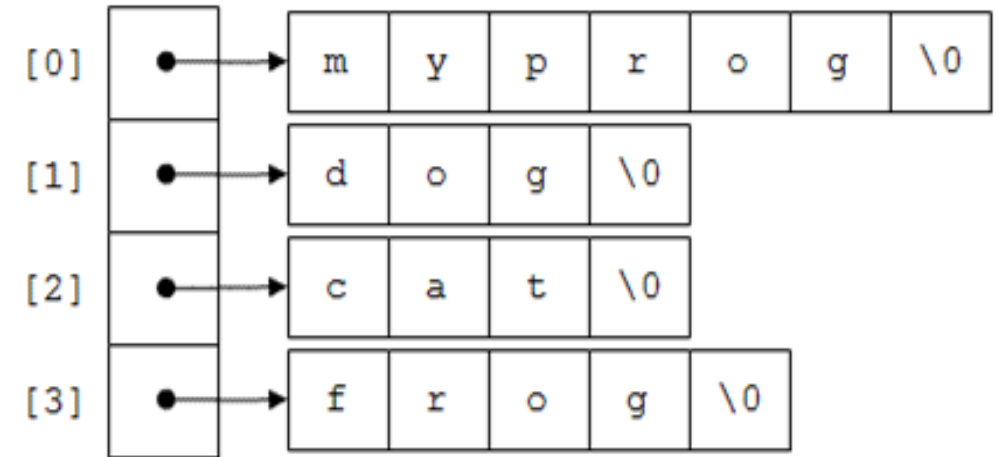 [0] m y p r o g \0
[1] d o g \0
[2] c a t \0
[3] f r o g \0